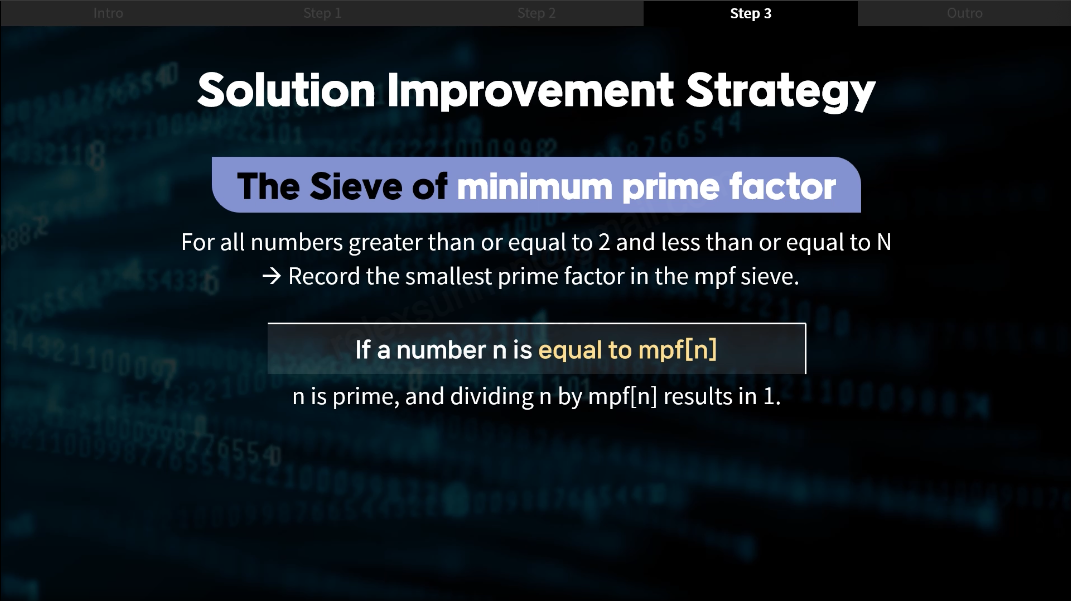 Intro
Step 1
Step 2
Step 3
Outro
Solution Improvement Strategy
The Sieve of minimum prime factor
For all numbers greater than or equal to 2 and less than or equal to N
→ Record the smallest prime factor in the mpf sieve.
If a number n is equal to mpf[n]
n is prime, and dividing n by mpf[n] results in 1.